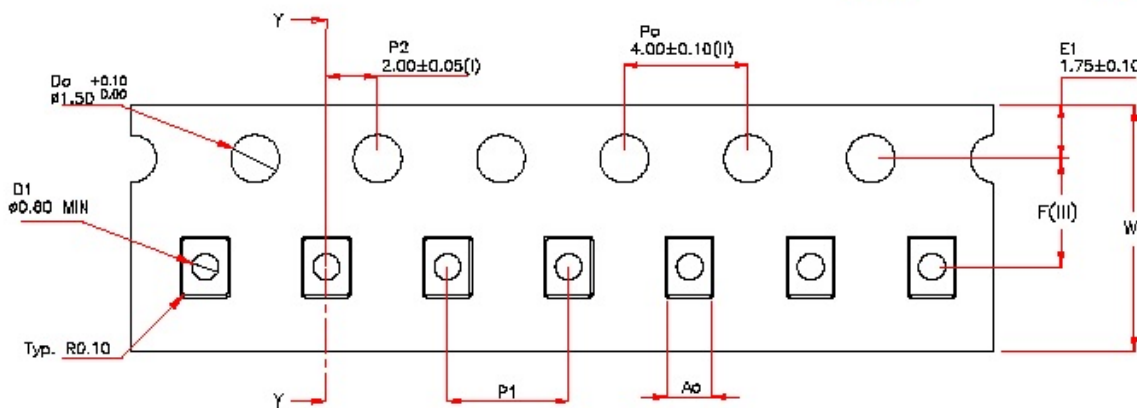 Y
P2
2.00±0.05(I)
Po
4.00±0.10(II)
E1
1.75±0.10
Do +0.10
ø1.50 0.00
D1
ø0.60 MIN
F(III)
W
Typ. R0.10
Y
P1
Ao